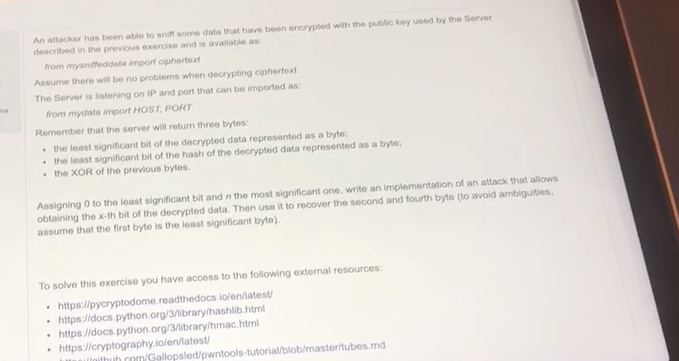 An attacker has been able to sniff some data that have been encrypted with the public key used by the Server
described in the previous exercise and is available as:
from mysniffeddata import ciphertext
Assume there will be no problems when decrypting ciphertext.
The Server is listening on IP and port that can be imported as:
from mydata import HOST, PORT
Remember that the server will return three bytes:
• the least significant bit of the decrypted data represented as a byte;
• the least significant bit of the hash of the decrypted data represented as a byte;
• the XOR of the previous bytes.
Assigning 0 to the least significant bit and n the most significant one, write an implementation of an attack that allows
obtaining the x-th bit of the decrypted data. Then use it to recover the second and fourth byte (to avoid ambiguities,
assume that the first byte is the least significant byte).
To solve this exercise you have access to the following external resources:
• https://pycryptodome.readthedocs.io/en/latest/
• https://docs.python.org/3/library/hashlib.html
• https://docs.python.org/3/library/hmac.html
• https://cryptography.io/en/latest/
github.com/Gallopsled/pwntools-tutorial/blob/master/tubes.md